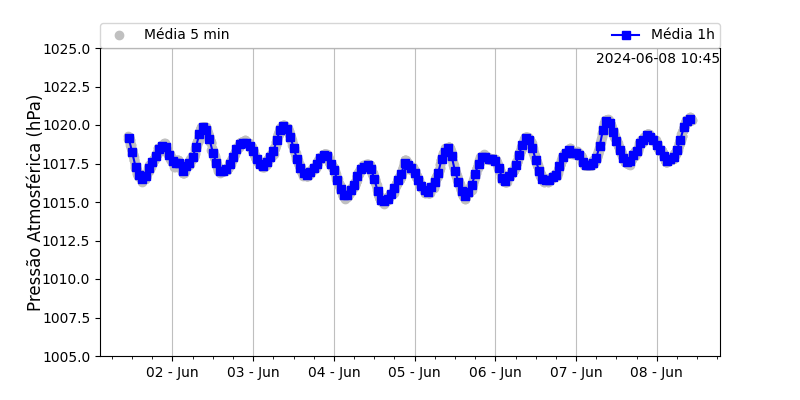 Média 5 min
Média 1h
2024-06-08 10:45
Pressão Atmosférica (hPa)
1025.0
1022.5
1020.0
1017.5
1015.0
1012.5
1010.0
1007.5
1005.0
02 - Jun
03 - Jun
04 - Jun
05 - Jun
06 - Jun
07 - Jun
08 - Jun